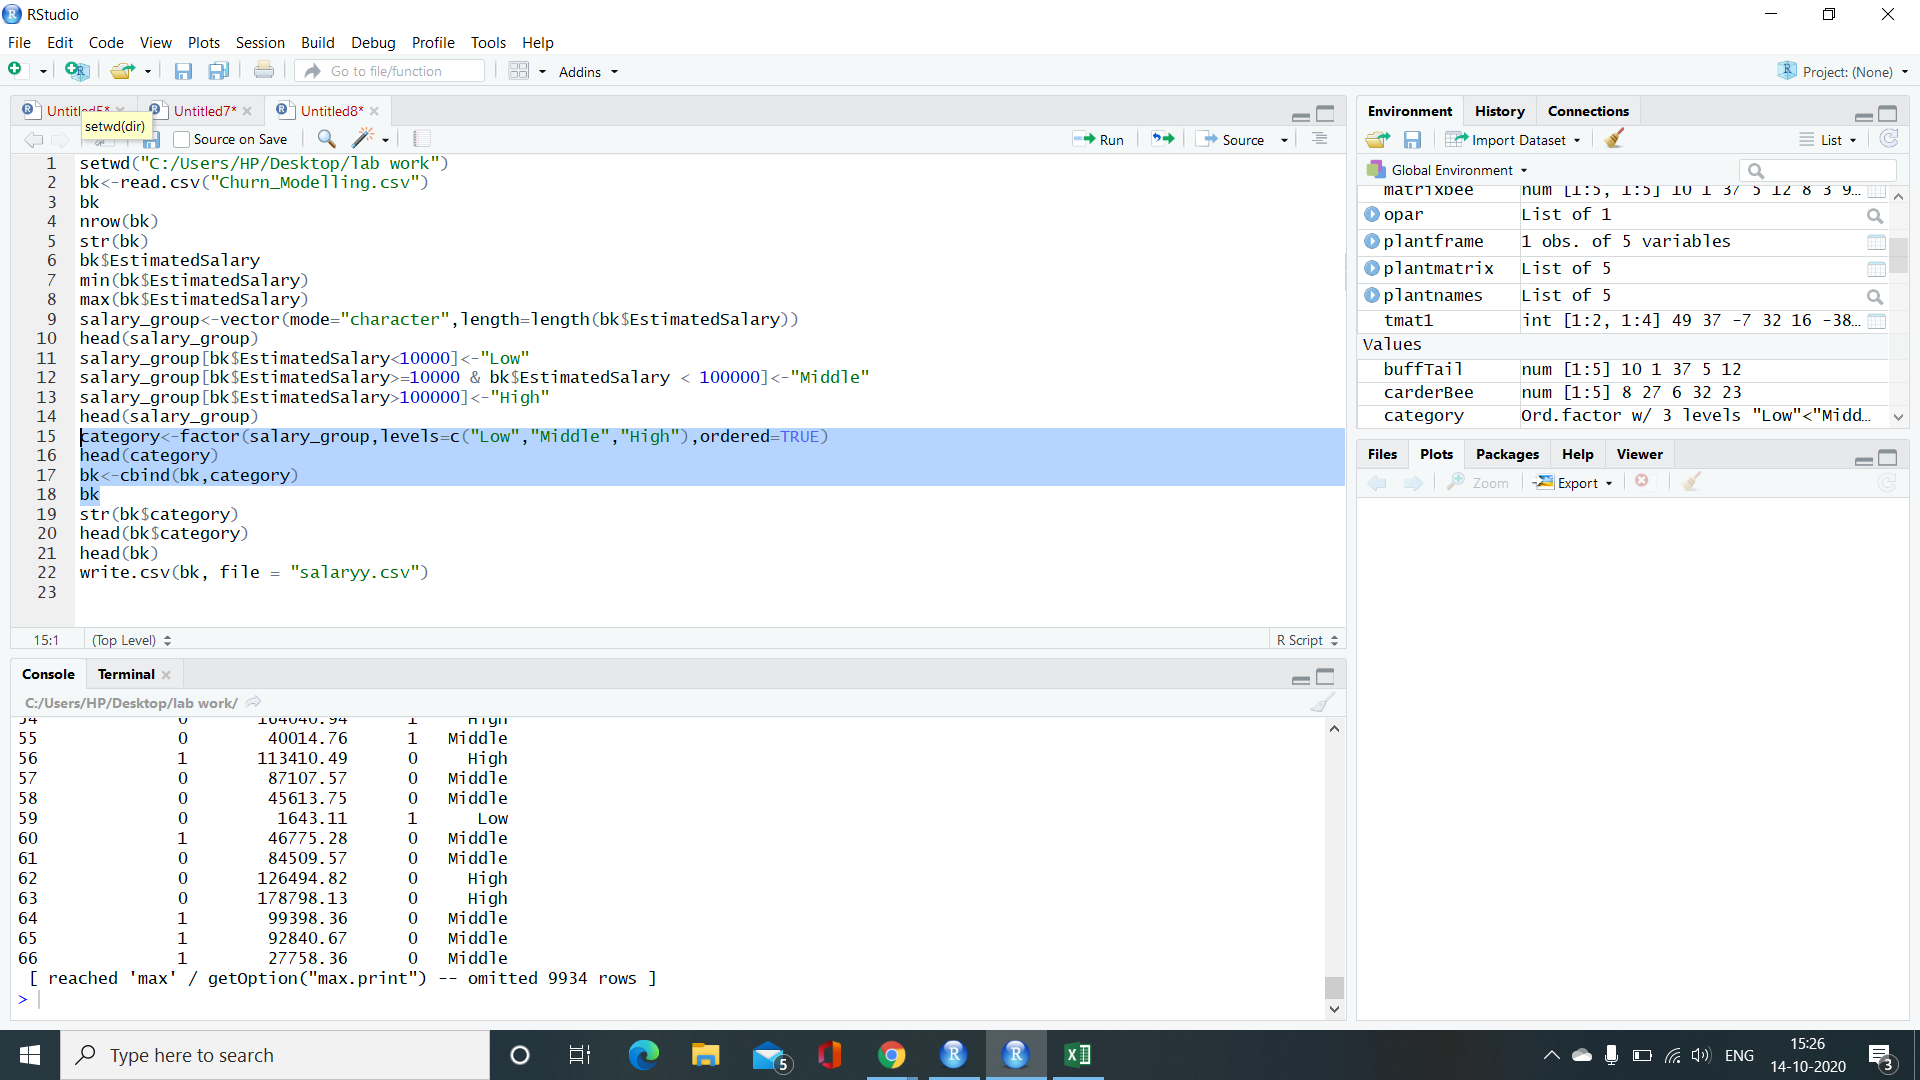 RStudio
File Edit Code View Plots Session Build Debug Profile Tools Help
Go to file/function Addins Project: (None)
Untitled5* Untitled7* Untitled8*
setwd(dir)
Source on Save Run Source
1 setwd("C:/Users/HP/Desktop/lab work")
2 bk<-read.csv("Churn_Modelling.csv")
3 bk
4 nrow(bk)
5 str(bk)
6 bk$EstimatedSalary
7 min(bk$EstimatedSalary)
8 max(bk$EstimatedSalary)
9 salary_group<-vector(mode="character",length=length(bk$EstimatedSalary))
10 head(salary_group)
11 salary_group[bk$EstimatedSalary<10000]<-"Low"
12 salary_group[bk$EstimatedSalary>=10000 & bk$EstimatedSalary < 100000]<-"Middle"
13 salary_group[bk$EstimatedSalary>100000]<-"High"
14 head(salary_group)
15 category<-factor(salary_group,levels=c("Low","Middle","High"),ordered=TRUE)
16 head(category)
17 bk<-cbind(bk,category)
18 bk
19 str(bk$category)
20 head(bk$category)
21 head(bk)
22 write.csv(bk, file = "salaryy.csv")
23
15:1 (Top Level) R Script
Console Terminal
C:/Users/HP/Desktop/lab work/
54 0 164040.94 1 High
55 0 40014.76 1 Middle
56 1 113410.49 0 High
57 0 87107.57 0 Middle
58 0 45613.75 0 Middle
59 0 1643.11 1 Low
60 1 46775.28 0 Middle
61 0 84509.57 0 Middle
62 0 126494.82 0 High
63 0 178798.13 0 High
64 1 99398.36 0 Middle
65 1 92840.67 0 Middle
66 1 27758.36 0 Middle
[ reached 'max' / getOption("max.print") -- omitted 9934 rows ]
>
Environment History Connections
Import Dataset List
Global Environment
matrixbee num [1:5, 1:5] 10 1 37 5 12 8 3 9…
opar List of 1
plantframe 1 obs. of 5 variables
plantmatrix List of 5
plantnames List of 5
tmat1 int [1:2, 1:4] 49 37 -7 32 16 -38…
Values
buffTail num [1:5] 10 1 37 5 12
carderBee num [1:5] 8 27 6 32 23
category Ord.factor w/ 3 levels "Low"<"Midd…
Files Plots Packages Help Viewer
Zoom Export
Type here to search
5
ENG
15:26
14-10-2020
3